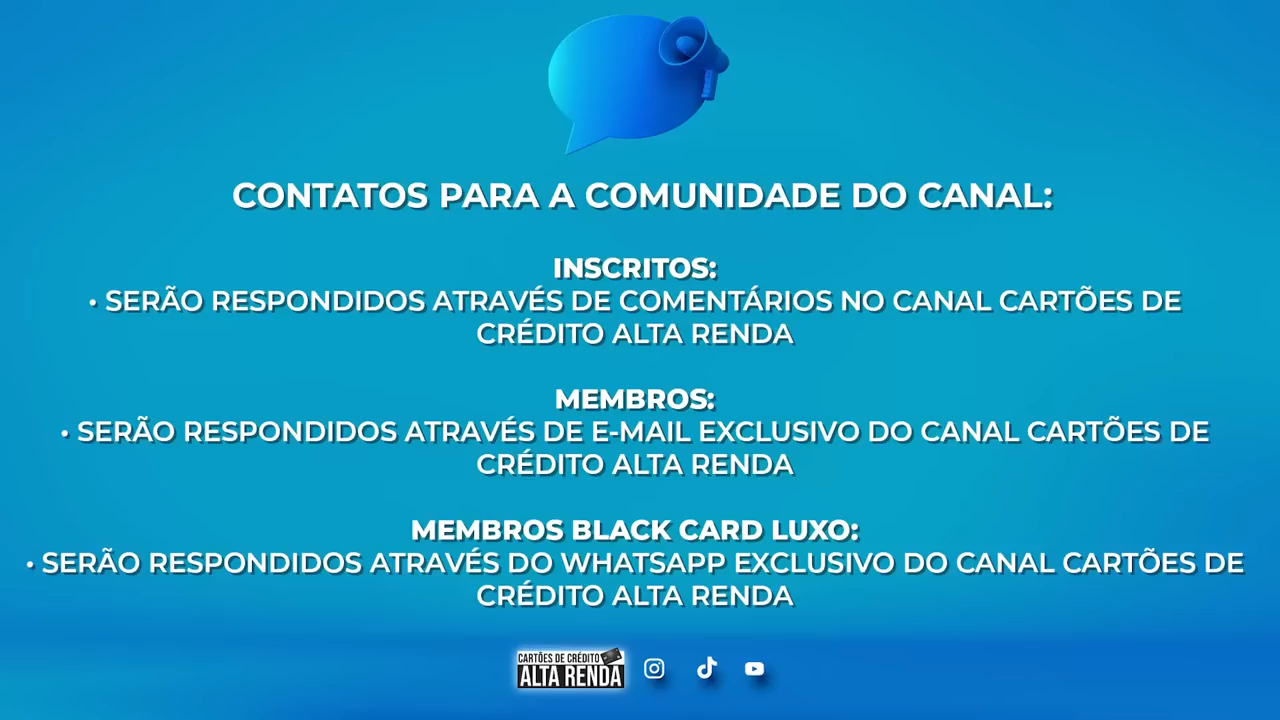 CONTATOS PARA A COMUNIDADE DO CANAL:
INSCRITOS:
• SERÃO RESPONDIDOS ATRAVÉS DE COMENTÁRIOS NO CANAL CARTÕES DE
CRÉDITO ALTA RENDA
MEMBROS:
• SERÃO RESPONDIDOS ATRAVÉS DE E-MAIL EXCLUSIVO DO CANAL CARTÕES DE
CRÉDITO ALTA RENDA
MEMBROS BLACK CARD LUXO:
• SERÃO RESPONDIDOS ATRAVÉS DO WHATSAPP EXCLUSIVO DO CANAL CARTÕES DE
CRÉDITO ALTA RENDA
CARTÕES DE CRÉDITO
ALTA RENDA